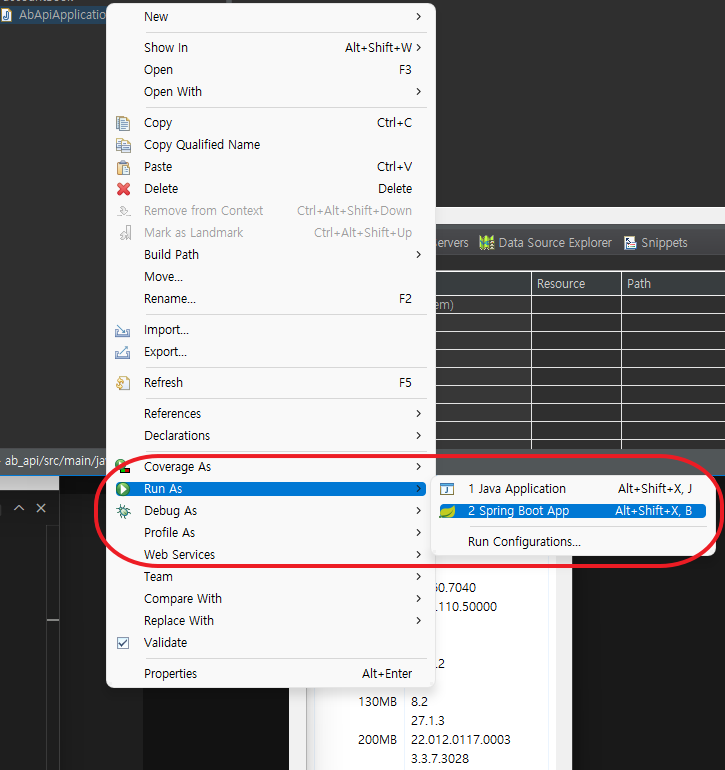 AbApiApplicatio
New
Show In Alt+Shift+W
Open F3
Open With
Copy Ctrl+C
Copy Qualified Name
Paste Ctrl+V
Delete Delete
Remove from Context Ctrl+Alt+Shift+Down
Mark as Landmark Ctrl+Alt+Shift+Up
Build Path
Move...
Rename... F2
Import...
Export...
Refresh F5
References
Declarations
Coverage As
Run As
Debug As
Profile As
Web Services
Team
Compare With
Replace With
Validate
Properties Alt+Enter
1 Java Application Alt+Shift+X, J
2 Spring Boot App Alt+Shift+X, B
Run Configurations...
ervers Data Source Explorer Snippets
Resource Path
em)
ab_api/src/main/ja
50.7040
.110.50000
.2
130MB 8.2
27.1.3
200MB 22.012.0117.0003
3.3.7.3028